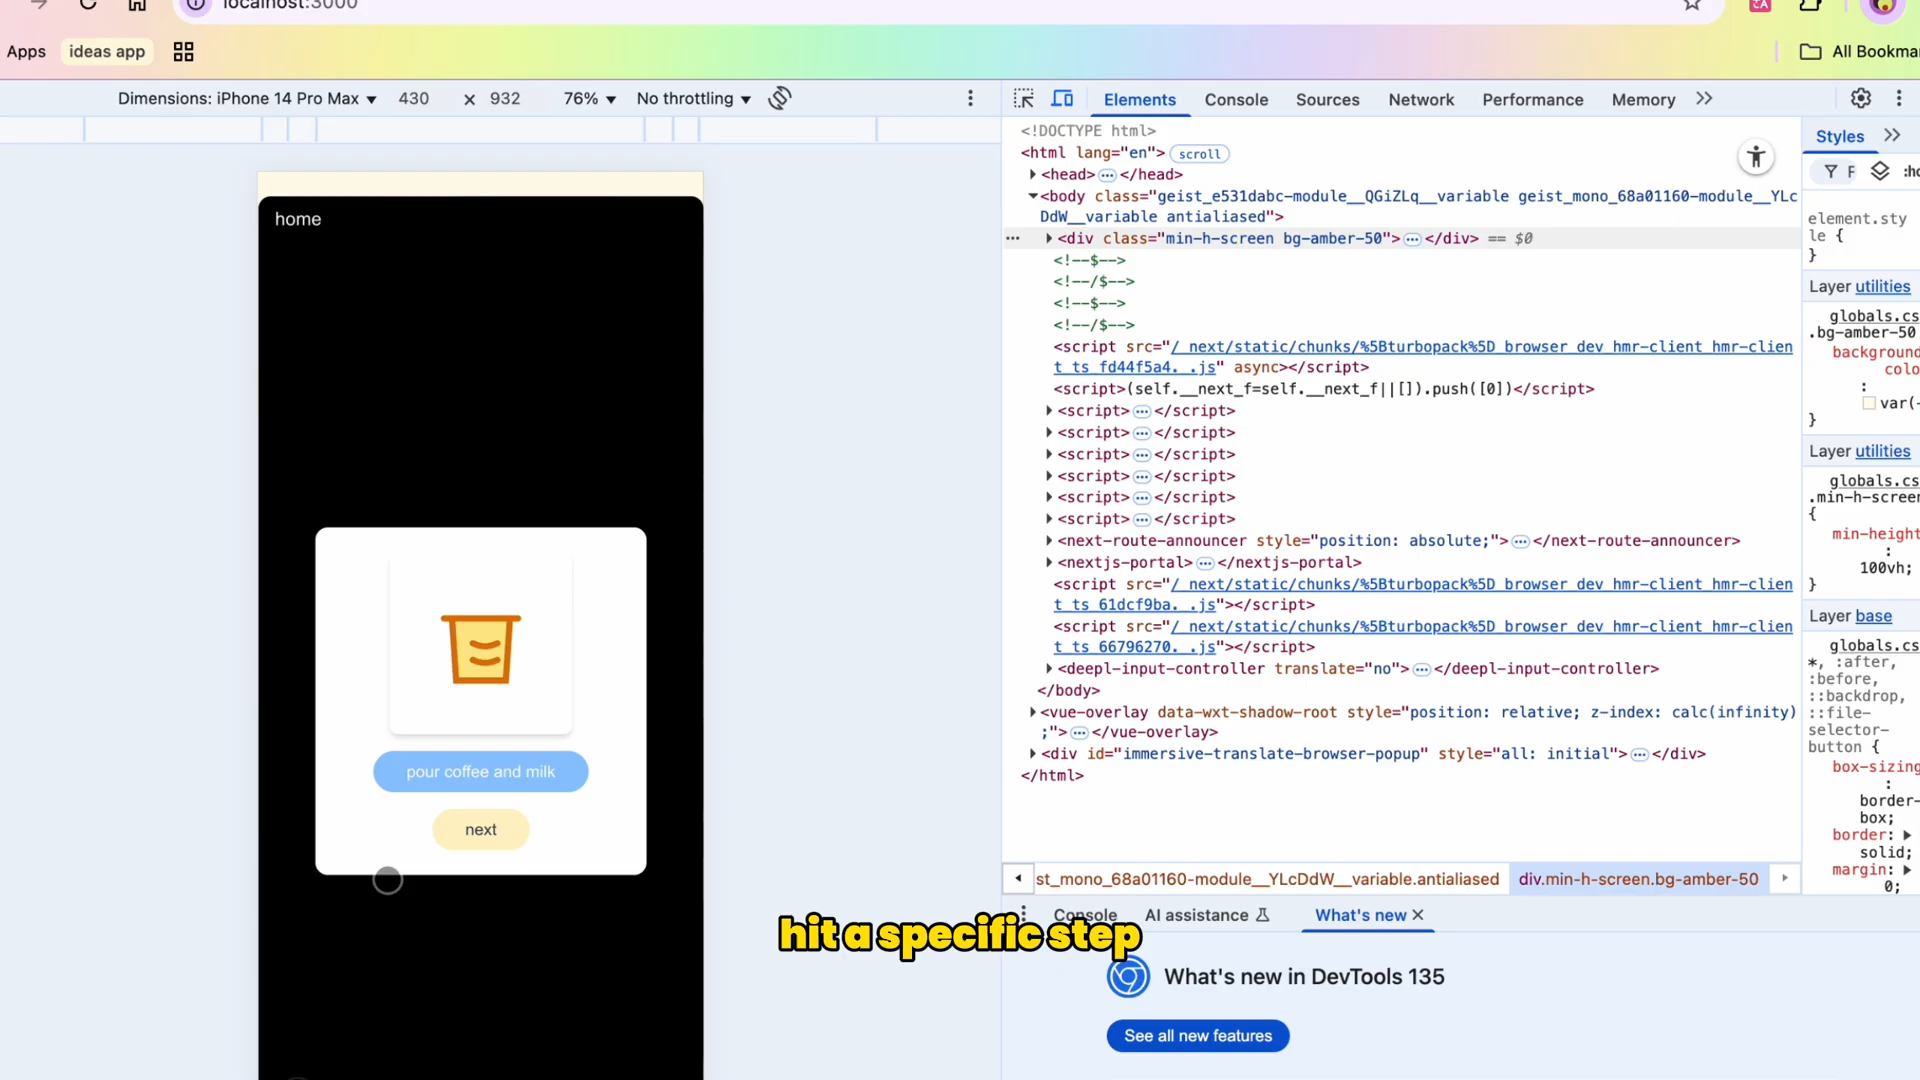 localhost:3000
Apps
ideas app
All Bookma
Dimensions: iPhone 14 Pro Max
430
×
932
76%
No throttling
Elements
Console
Sources
Network
Performance
Memory
home
pour coffee and milk
next
<!DOCTYPE html>
<html lang="en"> scroll
<head> ··· </head>
<body class="geist_e531dabc-module__QGiZLq__variable geist_mono_68a01160-module__YLc
DdW__variable antialiased">
··· <div class="min-h-screen bg-amber-50"> ··· </div> == $0
<!--$-->
<!--/$-->
<!--$-->
<!--/$-->
<script src="/_next/static/chunks/%5Bturbopack%5D_browser_dev_hmr-client_hmr-clien
t_ts_fd44f5a4._.js" async></script>
<script>(self.__next_f=self.__next_f||[]).push([0])</script>
<script> ··· </script>
<script> ··· </script>
<script> ··· </script>
<script> ··· </script>
<script> ··· </script>
<script> ··· </script>
<next-route-announcer style="position: absolute;"> ··· </next-route-announcer>
<nextjs-portal> ··· </nextjs-portal>
<script src="/_next/static/chunks/%5Bturbopack%5D_browser_dev_hmr-client_hmr-clien
t_ts_61dcf9ba._.js"></script>
<script src="/_next/static/chunks/%5Bturbopack%5D_browser_dev_hmr-client_hmr-clien
t_ts_66796270._.js"></script>
<deepl-input-controller translate="no"> ··· </deepl-input-controller>
</body>
<vue-overlay data-wxt-shadow-root style="position: relative; z-index: calc(infinity)
;"> ··· </vue-overlay>
<div id="immersive-translate-browser-popup" style="all: initial"> ··· </div>
</html>
st_mono_68a01160-module__YLcDdW__variable.antialiased
div.min-h-screen.bg-amber-50
Styles
F
:ho
element.sty
le {
}
Layer utilities
globals.cs
.bg-amber-50
background
colo
:
var(-
}
Layer utilities
globals.cs
.min-h-screen
{
min-height
:
100vh;
}
Layer base
globals.cs
*, :after,
:before,
::backdrop,
::file-
selector-
button {
box-sizing
:
border-
box;
border:
solid;
margin:
0;
Console
AI assistance
What's new
hit a specific step
What's new in DevTools 135
See all new features